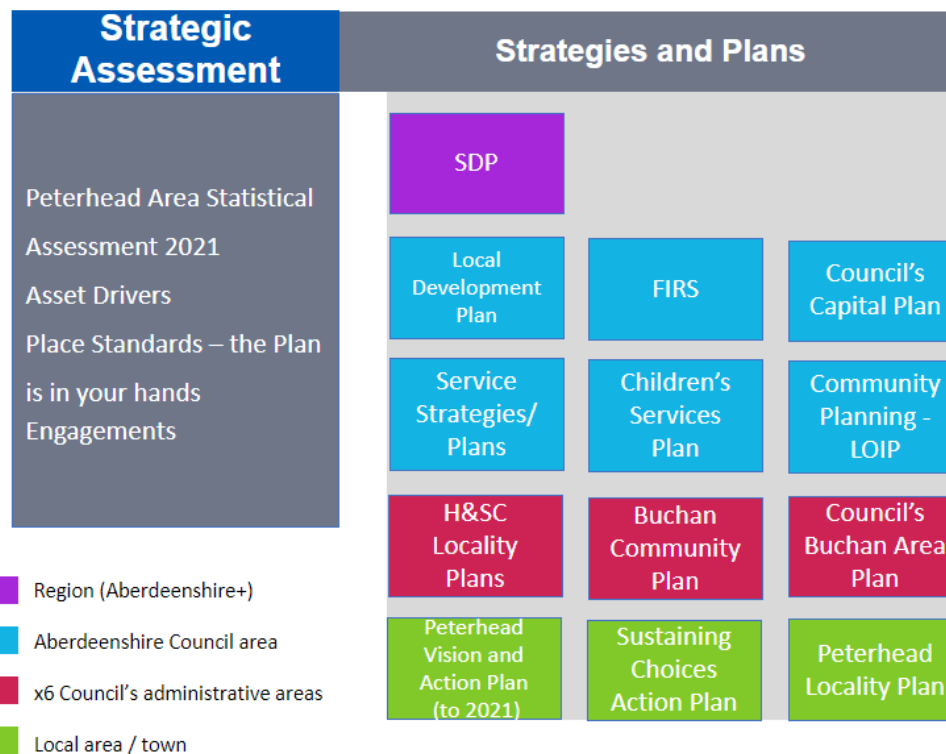 Strategic
Assessment
Strategies and Plans
Peterhead Area Statistical
Assessment 2021
Asset Drivers
Place Standards – the Plan
is in your hands
Engagements
SDP
Local
Development
Plan
FIRS
Council's
Capital Plan
Service
Strategies/
Plans
Children's
Services
Plan
Community
Planning -
LOIP
H&SC
Locality
Plans
Buchan
Community
Plan
Council's
Buchan Area
Plan
Peterhead
Vision and
Action Plan
(to 2021)
Sustaining
Choices
Action Plan
Peterhead
Locality Plan
Region (Aberdeenshire+)
Aberdeenshire Council area
x6 Council's administrative areas
Local area / town